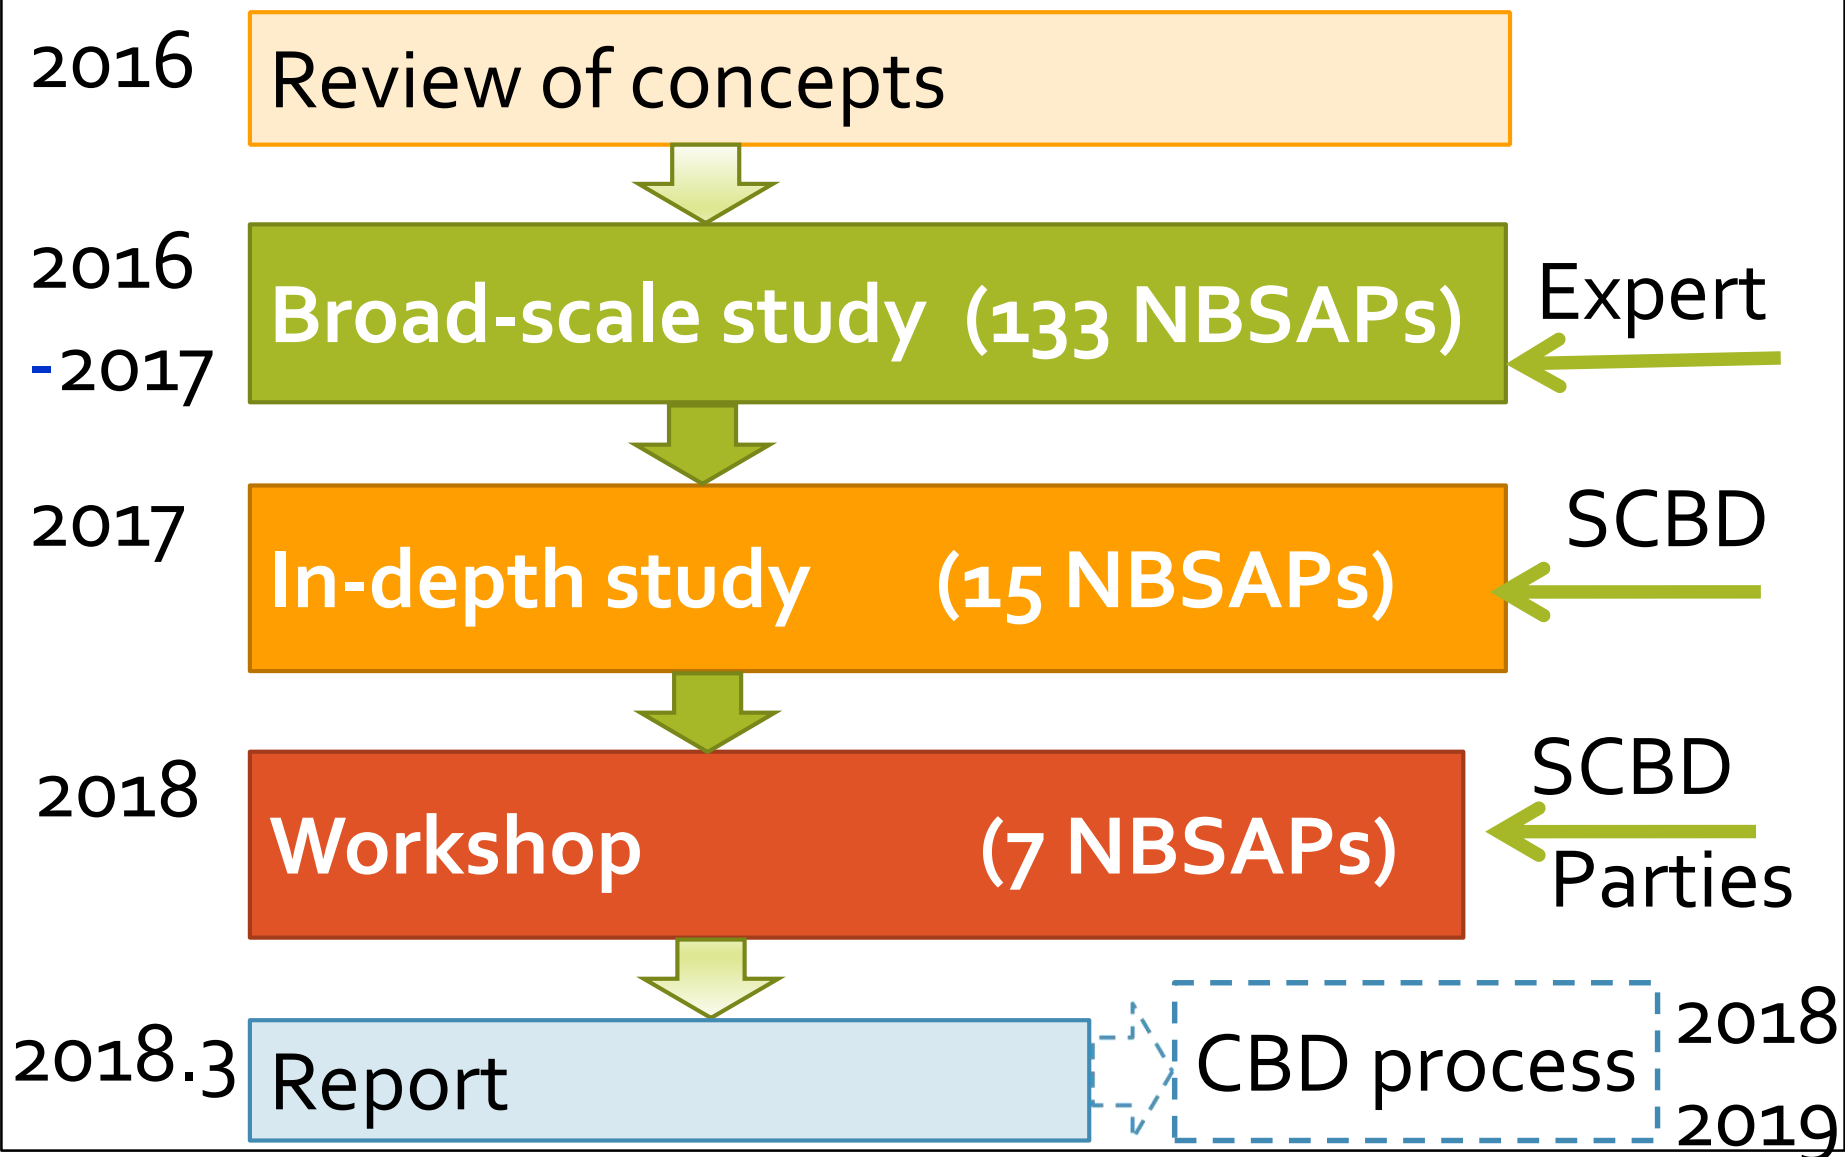 2016
Review of concepts
2016
-2017
Broad-scale study (133 NBSAPs)
Expert
2017
In-depth study (15 NBSAPs)
SCBD
2018
Workshop (7 NBSAPs)
SCBD
Parties
2018.3
Report
CBD process
2018
2019